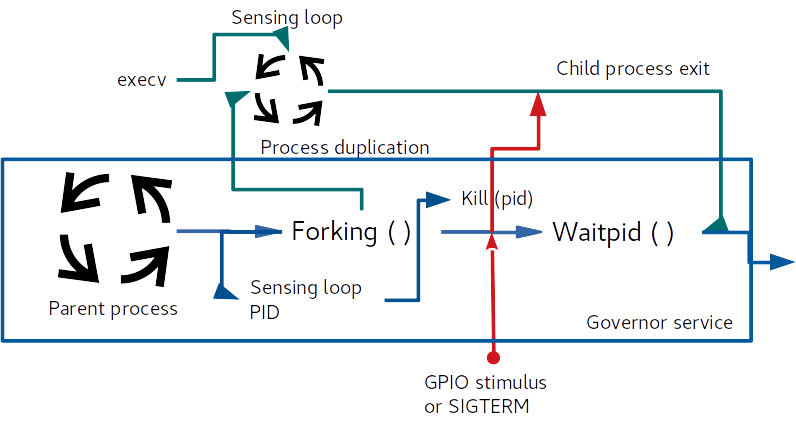 Sensing loop
execv
Child process exit
Process duplication
Kill (pid)
Forking ( )
Waitpid ( )
Sensing loop
PID
Parent process
Governor service
GPIO stimulus
or SIGTERM